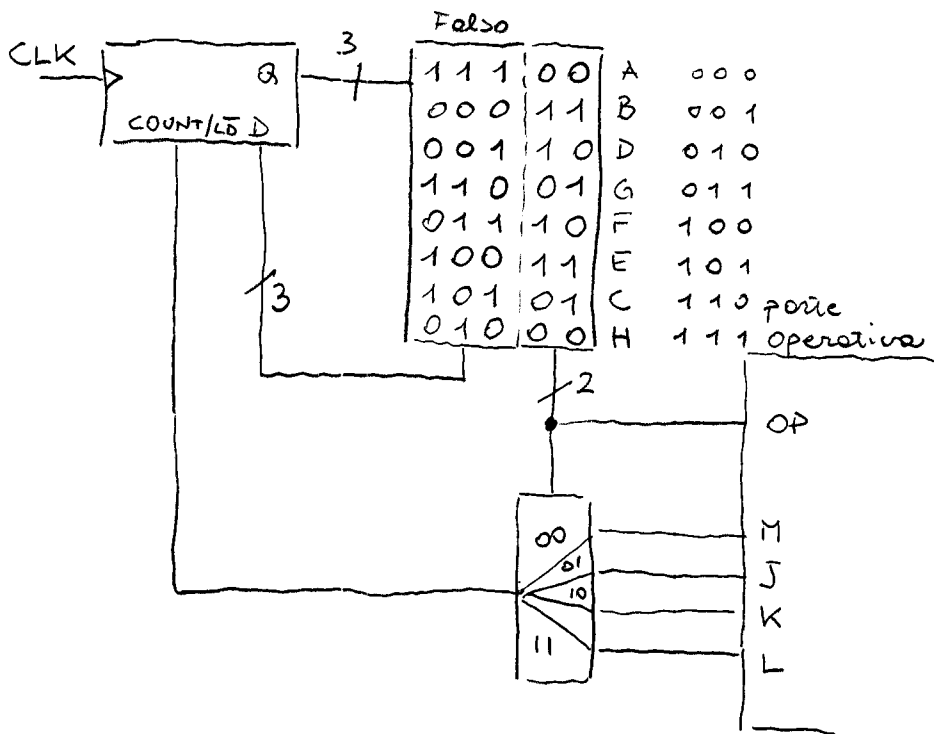 Falso
CLK
3
Q
COUNT/L̅D̅ D
1 1 1 0 0 A 0 0 0
0 0 0 1 1 B 0 0 1
0 0 1 1 0 D 0 1 0
1 1 0 0 1 G 0 1 1
0 1 1 1 0 F 1 0 0
1 0 0 1 1 E 1 0 1
1 0 1 0 1 C 1 1 0
0 1 0 0 0 H 1 1 1
parte
operativa
3
2
OP
00
01
10
11
M
J
K
L